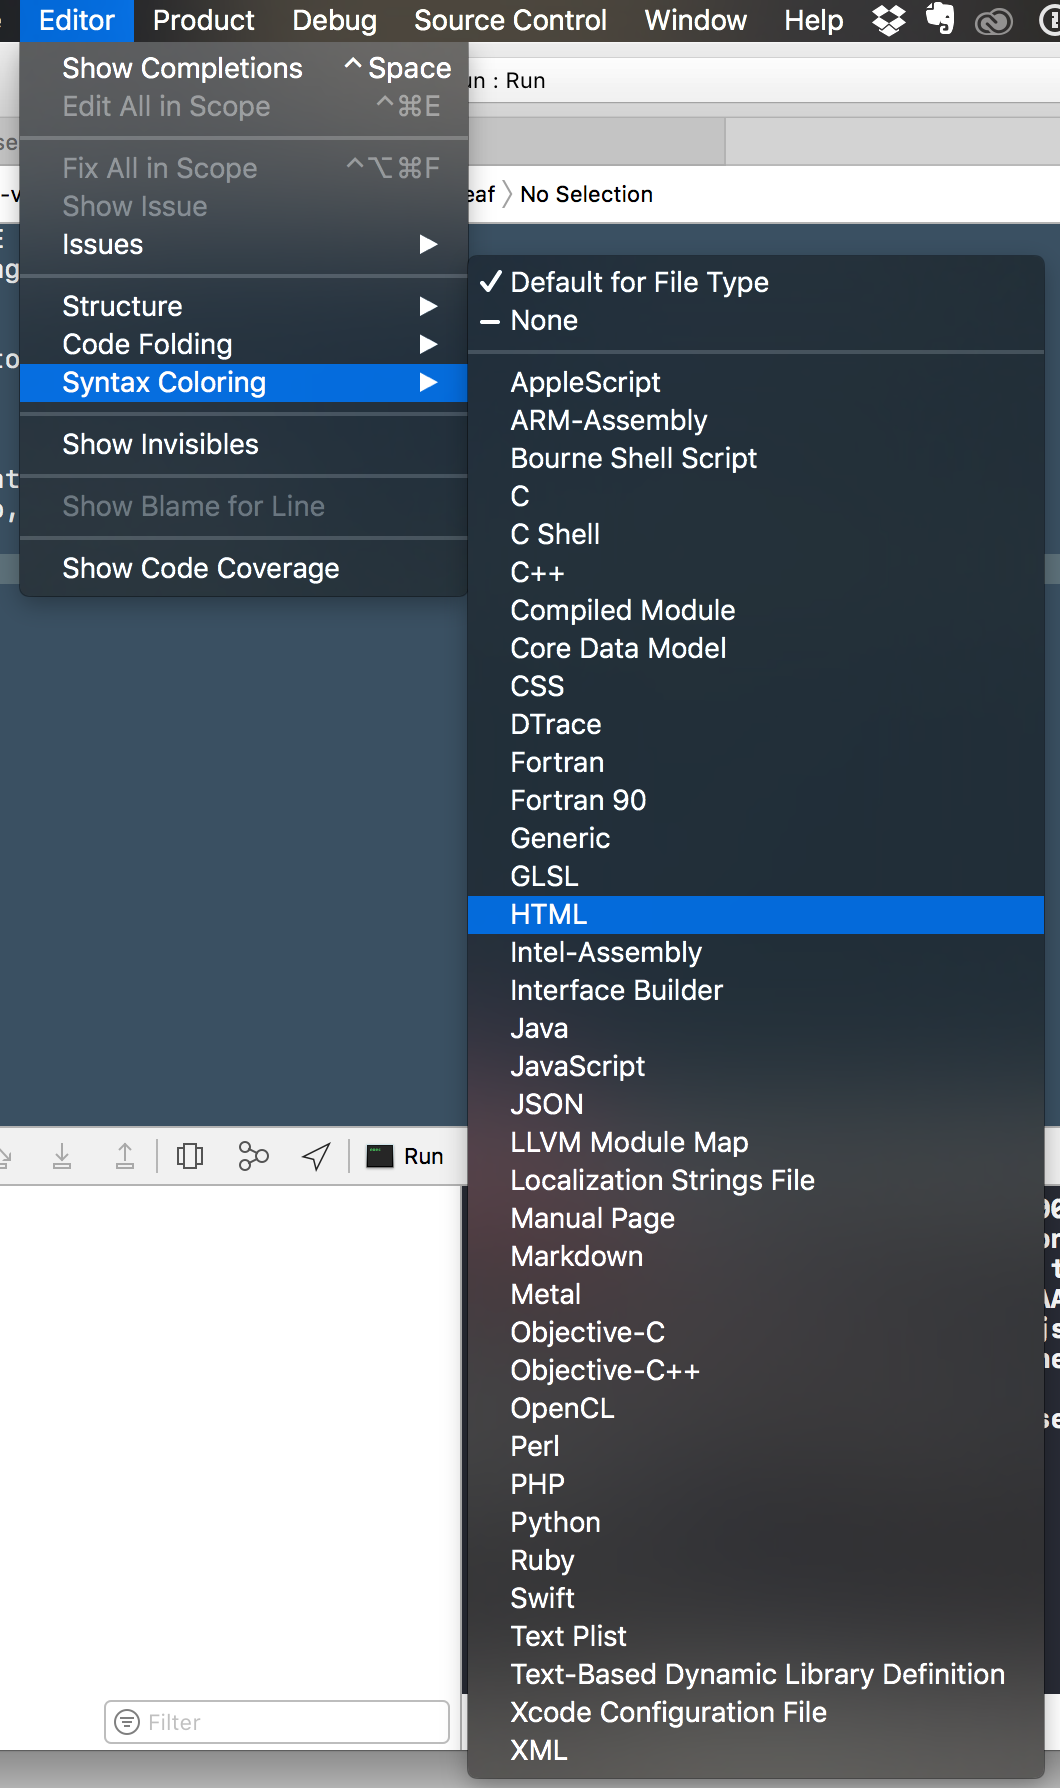 Editor Product Debug Source Control Window Help
Show Completions ^ Space
Edit All in Scope ^⌘E
Fix All in Scope ^⌥⌘F
Show Issue
Issues ▶
Structure ▶
Code Folding ▶
Syntax Coloring ▶
Show Invisibles
Show Blame for Line
Show Code Coverage
: Run
No Selection
✓ Default for File Type
– None
AppleScript
ARM-Assembly
Bourne Shell Script
C
C Shell
C++
Compiled Module
Core Data Model
CSS
DTrace
Fortran
Fortran 90
Generic
GLSL
HTML
Intel-Assembly
Interface Builder
Java
JavaScript
JSON
LLVM Module Map
Localization Strings File
Manual Page
Markdown
Metal
Objective-C
Objective-C++
OpenCL
Perl
PHP
Python
Ruby
Swift
Text Plist
Text-Based Dynamic Library Definition
Xcode Configuration File
XML
Run
Filter